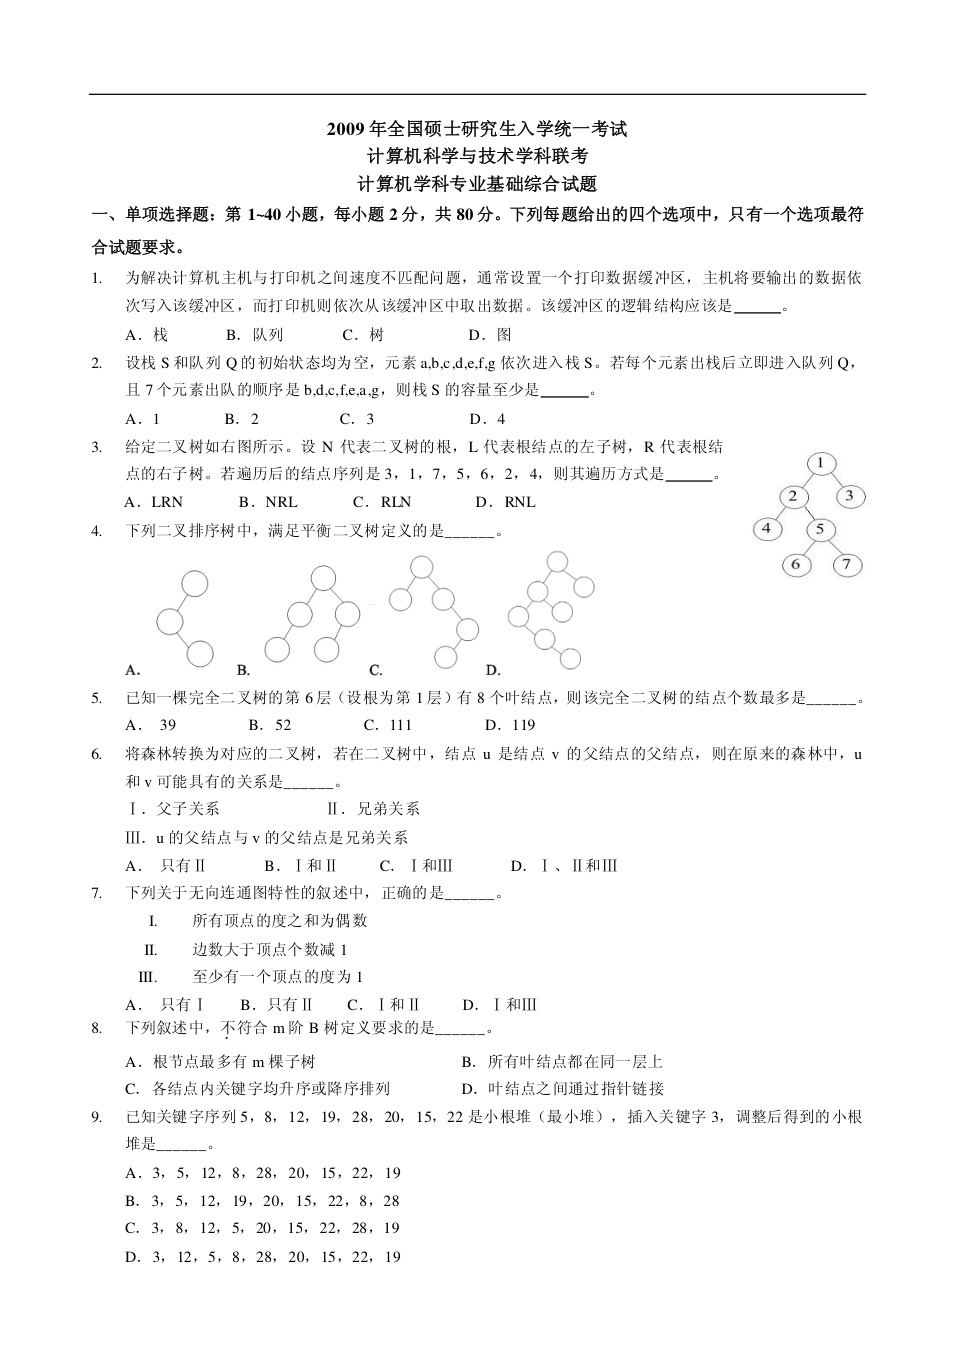 2009 年全国硕士研究生入学统一考试
计算机科学与技术学科联考
计算机学科专业基础综合试题
一、单项选择题：第 1~40 小题，每小题 2 分，共 80 分。下列每题给出的四个选项中，只有一个选项最符
合试题要求。
1. 为解决计算机主机与打印机之间速度不匹配问题，通常设置一个打印数据缓冲区，主机将要输出的数据依
次写入该缓冲区，而打印机则依次从该缓冲区中取出数据。该缓冲区的逻辑结构应该是______。
A．栈 B．队列 C．树 D．图
2. 设栈 S 和队列 Q 的初始状态均为空，元素 a,b,c,d,e,f,g 依次进入栈 S。若每个元素出栈后立即进入队列 Q，
且 7 个元素出队的顺序是 b,d,c,f,e,a,g，则栈 S 的容量至少是______。
A．1 B．2 C．3 D．4
3. 给定二叉树如右图所示。设 N 代表二叉树的根，L 代表根结点的左子树，R 代表根结
点的右子树。若遍历后的结点序列是 3，1，7，5，6，2，4，则其遍历方式是______。
A．LRN B．NRL C．RLN D．RNL
1
2 3
4 5
6 7
4. 下列二叉排序树中，满足平衡二叉树定义的是______。
A. B. C. D.
5. 已知一棵完全二叉树的第 6 层（设根为第 1 层）有 8 个叶结点，则该完全二叉树的结点个数最多是______。
A． 39 B．52 C．111 D．119
6. 将森林转换为对应的二叉树，若在二叉树中，结点 u 是结点 v 的父结点的父结点，则在原来的森林中，u
和 v 可能具有的关系是______。
Ⅰ．父子关系 Ⅱ．兄弟关系
Ⅲ．u 的父结点与 v 的父结点是兄弟关系
A． 只有Ⅱ B．Ⅰ和Ⅱ C．Ⅰ和Ⅲ D．Ⅰ、Ⅱ和Ⅲ
7. 下列关于无向连通图特性的叙述中，正确的是______。
I. 所有顶点的度之和为偶数
II. 边数大于顶点个数减 1
III. 至少有一个顶点的度为 1
A． 只有Ⅰ B．只有Ⅱ C．Ⅰ和Ⅱ D．Ⅰ和Ⅲ
8. 下列叙述中，不符合 m 阶 B 树定义要求的是______。
A．根节点最多有 m 棵子树 B．所有叶结点都在同一层上
C．各结点内关键字均升序或降序排列 D．叶结点之间通过指针链接
9. 已知关键字序列 5，8，12，19，28，20，15，22 是小根堆（最小堆），插入关键字 3，调整后得到的小根
堆是______。
A．3，5，12，8，28，20，15，22，19
B．3，5，12，19，20，15，22，8，28
C．3，8，12，5，20，15，22，28，19
D．3，12，5，8，28，20，15，22，19